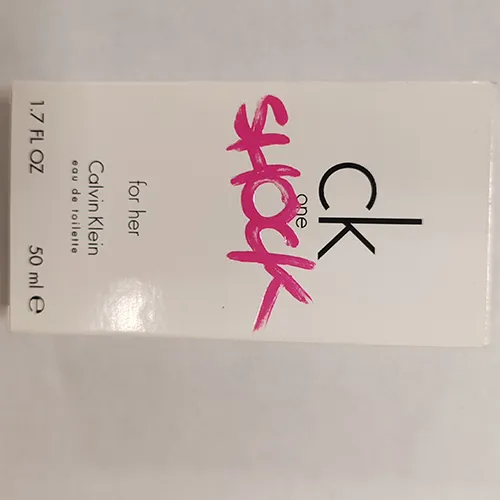 ck
one
SHOCK
for her
Calvin Klein
eau de toilette
1.7 FL OZ 50 ml ℮